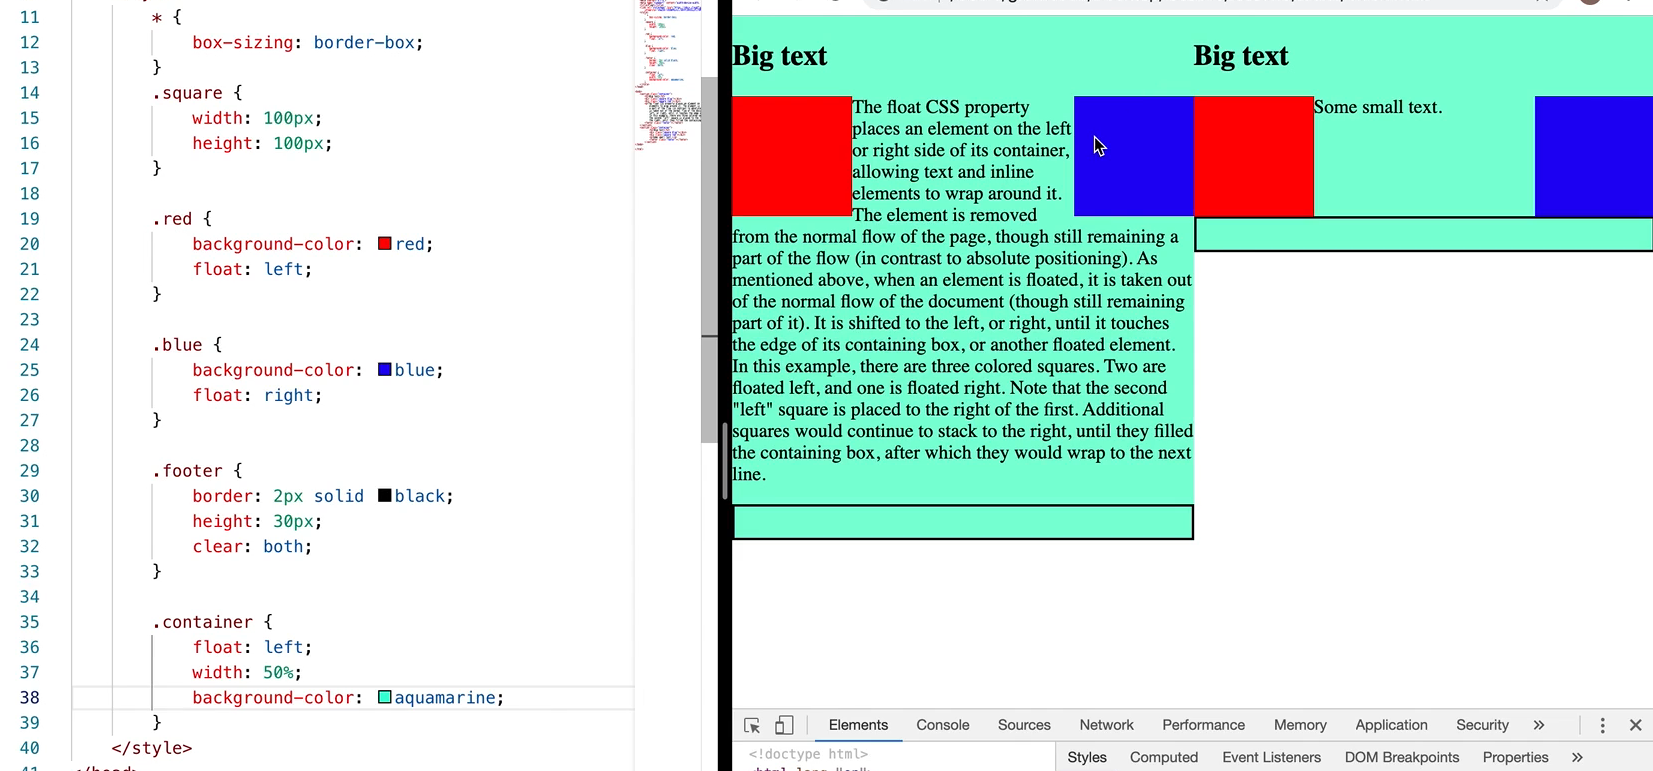 11 * {
12 box-sizing: border-box;
13 }
14 .square {
15 width: 100px;
16 height: 100px;
17 }
18
19 .red {
20 background-color: red;
21 float: left;
22 }
23
24 .blue {
25 background-color: blue;
26 float: right;
27 }
28
29 .footer {
30 border: 2px solid black;
31 height: 30px;
32 clear: both;
33 }
34
35 .container {
36 float: left;
37 width: 50%;
38 background-color: aquamarine;
39 }
40 </style>
Big text
The float CSS property
places an element on the left
or right side of its container,
allowing text and inline
elements to wrap around it.
The element is removed
from the normal flow of the page, though still remaining a
part of the flow (in contrast to absolute positioning). As
mentioned above, when an element is floated, it is taken out
of the normal flow of the document (though still remaining
part of it). It is shifted to the left, or right, until it touches
the edge of its containing box, or another floated element.
In this example, there are three colored squares. Two are
floated left, and one is floated right. Note that the second
"left" square is placed to the right of the first. Additional
squares would continue to stack to the right, until they filled
the containing box, after which they would wrap to the next
line.
Big text
Some small text.
Elements Console Sources Network Performance Memory Application Security »
<!doctype html>
Styles Computed Event Listeners DOM Breakpoints Properties »